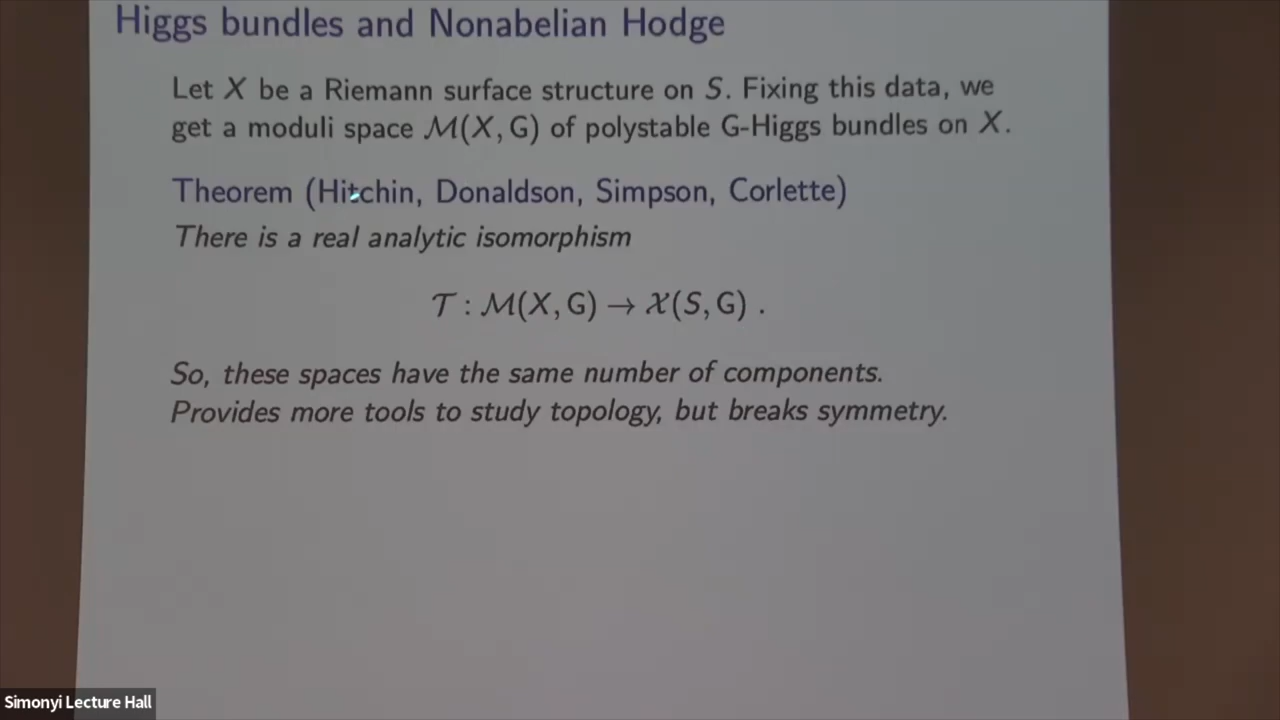 Higgs bundles and Nonabelian Hodge
Let X be a Riemann surface structure on S. Fixing this data, we
get a moduli space ℳ(X, G) of polystable G-Higgs bundles on X.
Theorem (Hitchin, Donaldson, Simpson, Corlette)
There is a real analytic isomorphism
𝒯 : ℳ(X, G) → 𝒳(S, G) .
So, these spaces have the same number of components.
Provides more tools to study topology, but breaks symmetry.
Simonyi Lecture Hall